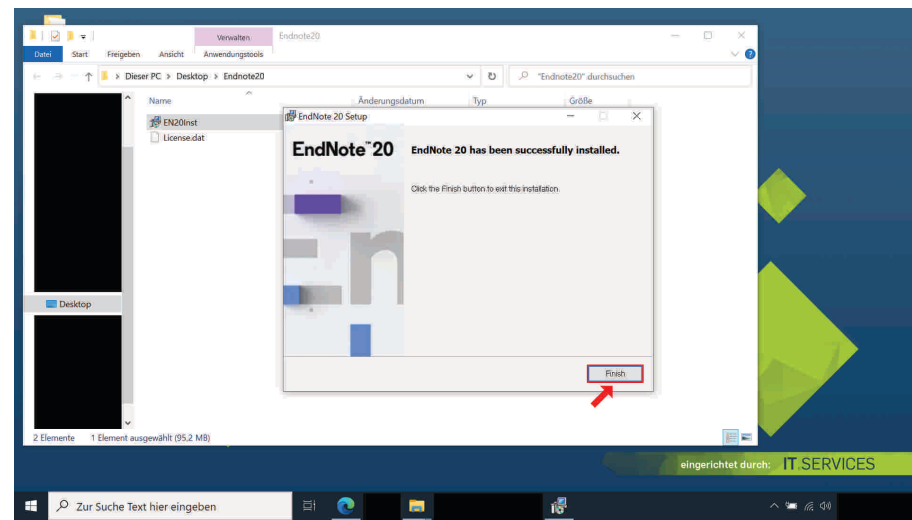 Verwalten
Endnote20
Datei Start Freigeben Ansicht Anwendungstools
> Dieser PC > Desktop > Endnote20
"Endnote20" durchsuchen
Name Änderungsdatum Typ Größe
EN20Inst
License.dat
Desktop
EndNote 20 Setup
EndNote™20
EndNote 20 has been successfully installed.
Click the Finish button to exit this installation.
En
Finish
2 Elemente 1 Element ausgewählt (95,2 MB)
eingerichtet durch: IT.SERVICES
Zur Suche Text hier eingeben